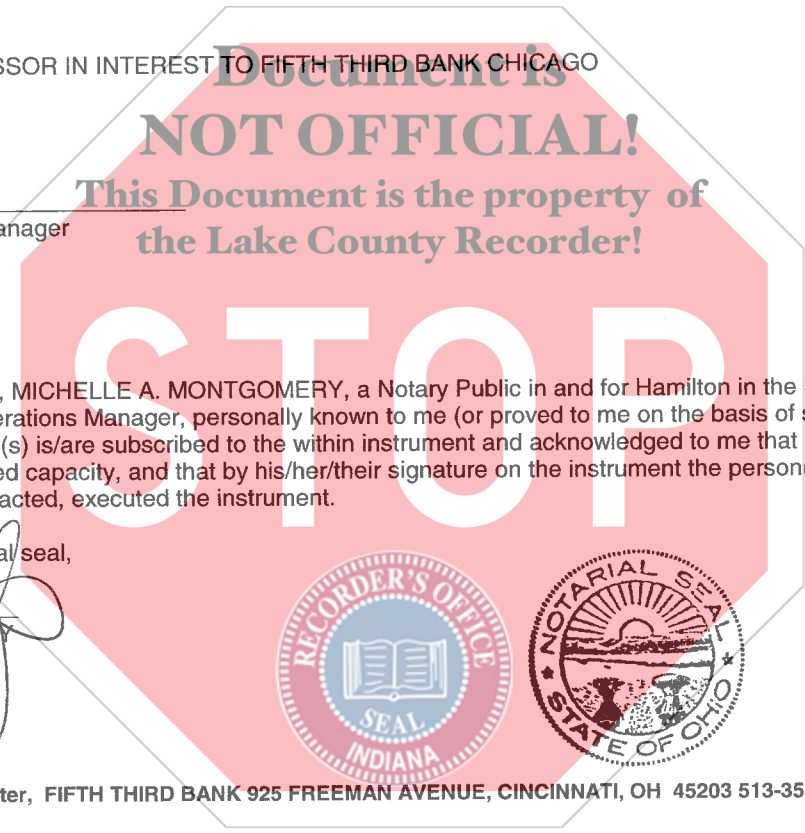 SSOR IN INTEREST TO FIFTH THIRD BANK CHICAGO
Document is
NOT OFFICIAL!
This Document is the property of
anager
the Lake County Recorder!
STOP
, MICHELLE A. MONTGOMERY, a Notary Public in and for Hamilton in the
erations Manager, personally known to me (or proved to me on the basis of s
(s) is/are subscribed to the within instrument and acknowledged to me that
ed capacity, and that by his/her/their signature on the instrument the person
acted, executed the instrument.
al seal,
RECORDER'S OFFICE
SEAL
INDIANA
NOTARIAL SEAL
STATE OF OHIO
ter, FIFTH THIRD BANK 925 FREEMAN AVENUE, CINCINNATI, OH 45203 513-35